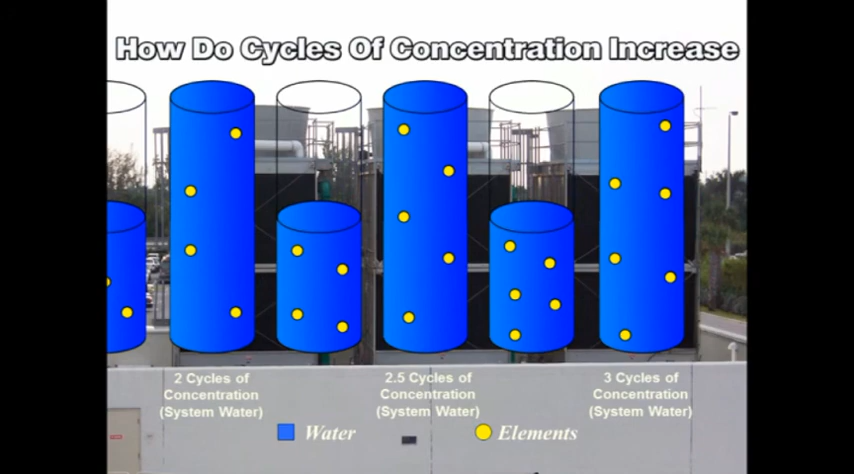 How Do Cycles Of Concentration Increase
2 Cycles of
Concentration
(System Water)
2.5 Cycles of
Concentration
(System Water)
3 Cycles of
Concentration
(System Water)
Water
Elements